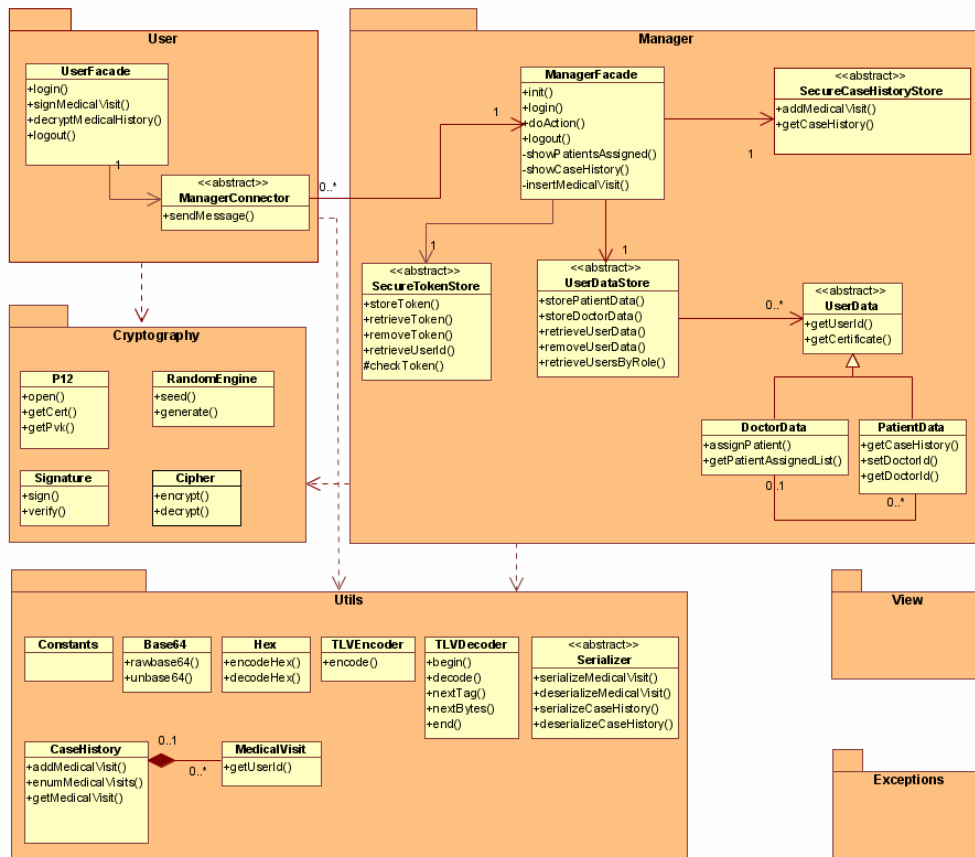 User
UserFacade
+login()
+signMedicalVisit()
+decryptMedicalHistory()
+logout()
1
<<abstract>>
ManagerConnector
+sendMessage()
0..*
Manager
ManagerFacade
+init()
+login()
+doAction()
+logout()
-showPatientsAssigned()
-showCaseHistory()
-insertMedicalVisit()
1
<<abstract>>
SecureCaseHistoryStore
+addMedicalVisit()
+getCaseHistory()
1
1
<<abstract>>
SecureTokenStore
+storeToken()
+retrieveToken()
+removeToken()
+retrieveUserId()
#checkToken()
1
<<abstract>>
UserDataStore
+storePatientData()
+storeDoctorData()
+retrieveUserData()
+removeUserData()
+retrieveUsersByRole()
0..*
<<abstract>>
UserData
+getUserId()
+getCertificate()
DoctorData
+assignPatient()
+getPatientAssignedList()
0..1
PatientData
+getCaseHistory()
+setDoctorId()
+getDoctorId()
0..*
Cryptography
P12
+open()
+getCert()
+getPvk()
RandomEngine
+seed()
+generate()
Signature
+sign()
+verify()
Cipher
+encrypt()
+decrypt()
Utils
Constants
Base64
+rawbase64()
+unbase64()
Hex
+encodeHex()
+decodeHex()
TLVEncoder
+encode()
TLVDecoder
+begin()
+decode()
+nextTag()
+nextBytes()
+end()
<<abstract>>
Serializer
+serializeMedicalVisit()
+deserializeMedicalVisit()
+serializeCaseHistory()
+deserializeCaseHistory()
CaseHistory
+addMedicalVisit()
+enumMedicalVisits()
+getMedicalVisit()
0..1
0..*
MedicalVisit
+getUserId()
View
Exceptions